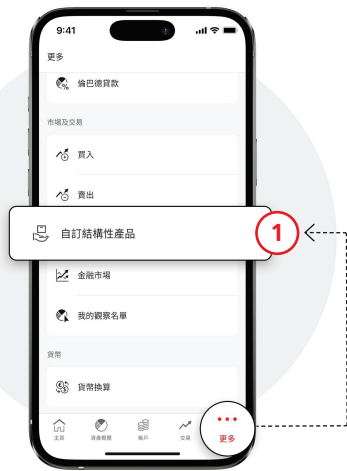 9:41
更多
倫巴德貸款
市場及交易
買入
賣出
自訂結構性產品
1
金融市場
我的觀察名單
貨幣
貨幣換算
主頁
資產概覽
帳戶
交易
更多